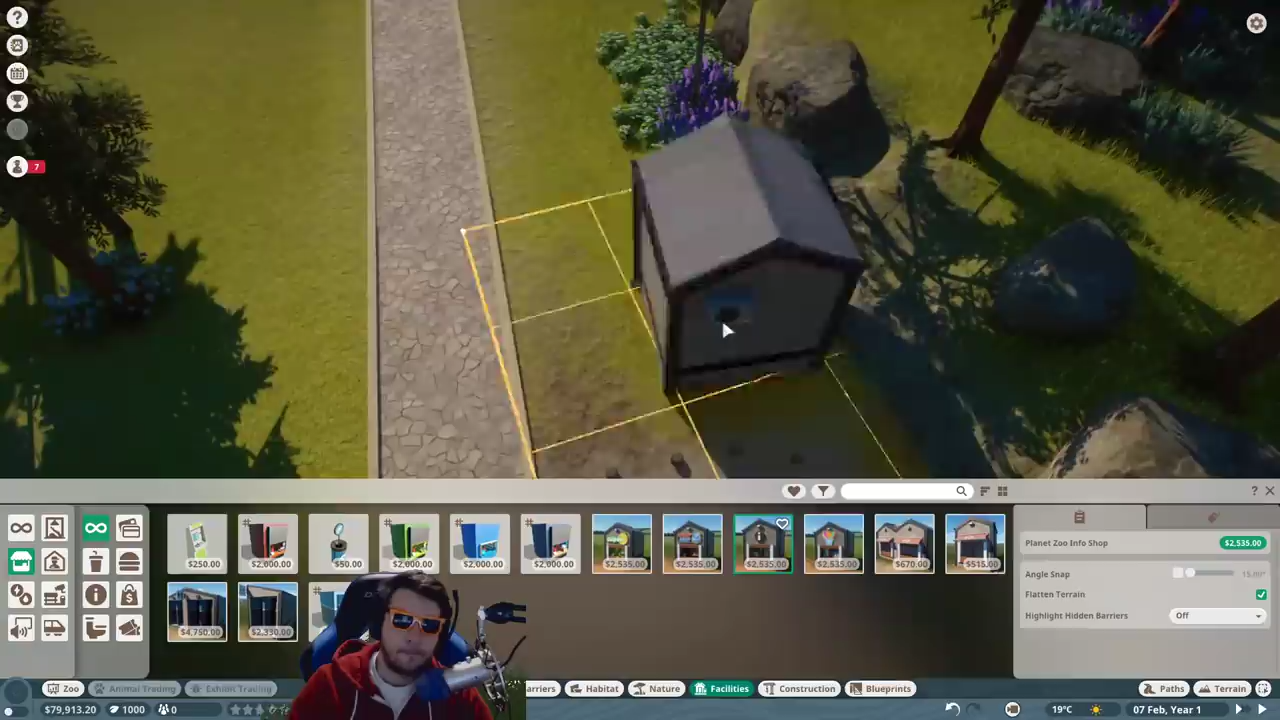 ?
7
? ×
$250.00 $2,000.00 $50.00 $2,000.00 $2,000.00 $2,000.00 $2,535.00 $2,535.00 $2,535.00 $2,535.00 $670.00 $515.00
$4,750.00 $2,330.00
Planet Zoo Info Shop $2,535.00
Angle Snap
Flatten Terrain
Highlight Hidden Barriers Off
Zoo Animal Trading Exhibit Trading arriers Habitat Nature Facilities Construction Blueprints Paths Terrain
$79,913.20 1000 0 19°C 07 Feb, Year 1